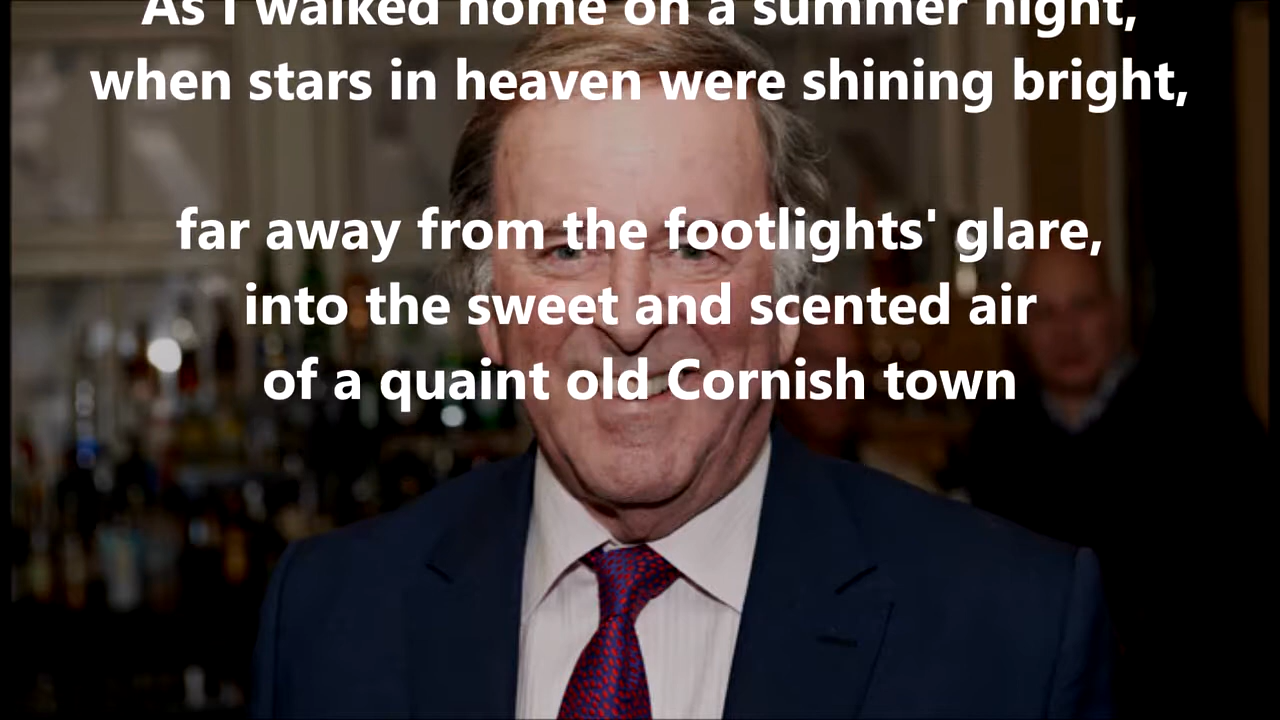 As I walked home on a summer night,
when stars in heaven were shining bright,
far away from the footlights' glare,
into the sweet and scented air
of a quaint old Cornish town